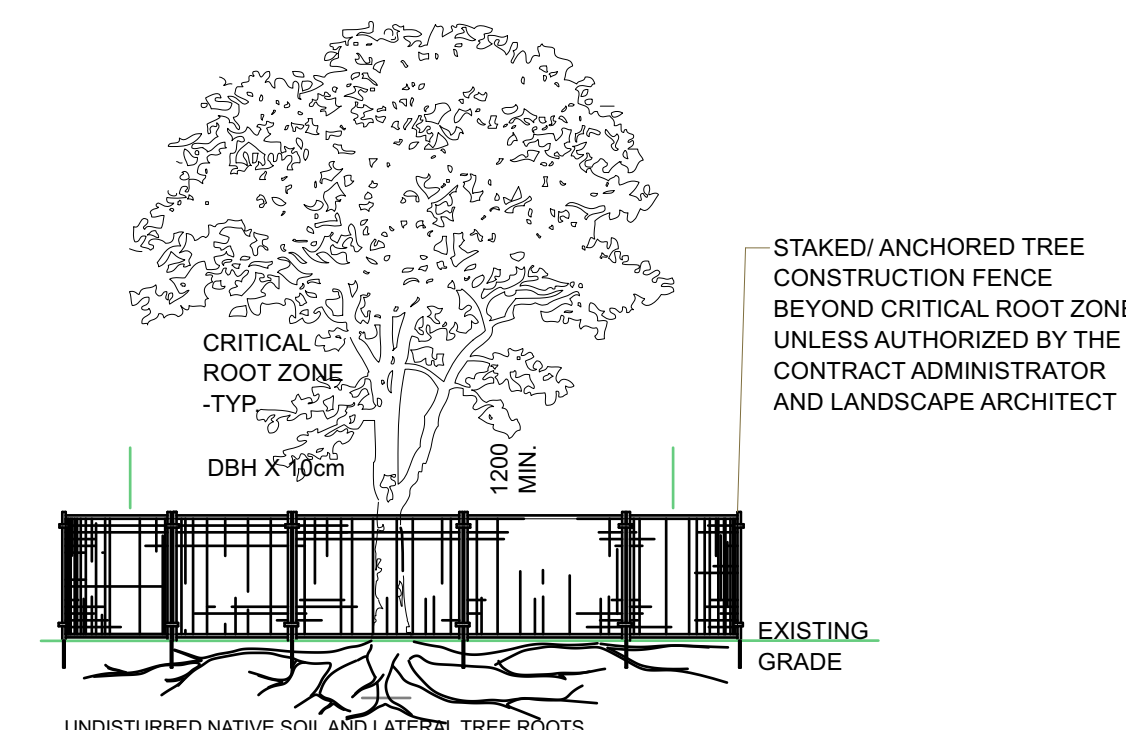 STAKED/ ANCHORED TREE
CONSTRUCTION FENCE
BEYOND CRITICAL ROOT ZONE
UNLESS AUTHORIZED BY THE
CONTRACT ADMINISTRATOR
AND LANDSCAPE ARCHITECT
CRITICAL
ROOT ZONE
-TYP
DBH X 10cm
1200
MIN.
EXISTING
GRADE
UNDISTURBED NATIVE SOIL AND LATERAL TREE ROOTS